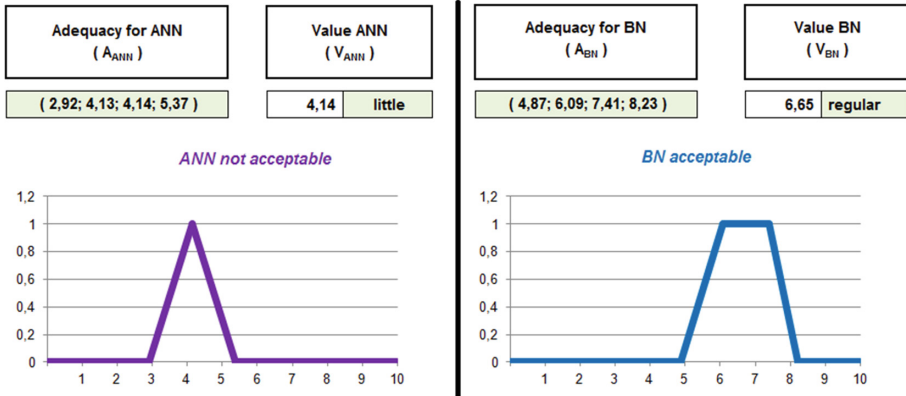 Adequacy for ANN
( A_ANN )
Value ANN
( V_ANN )
( 2,92; 4,13; 4,14; 5,37 )
4,14 little
ANN not acceptable
1,2
1
0,8
0,6
0,4
0,2
0
1 2 3 4 5 6 7 8 9 10
Adequacy for BN
( A_BN )
Value BN
( V_BN )
( 4,87; 6,09; 7,41; 8,23 )
6,65 regular
BN acceptable
1,2
1
0,8
0,6
0,4
0,2
0
1 2 3 4 5 6 7 8 9 10